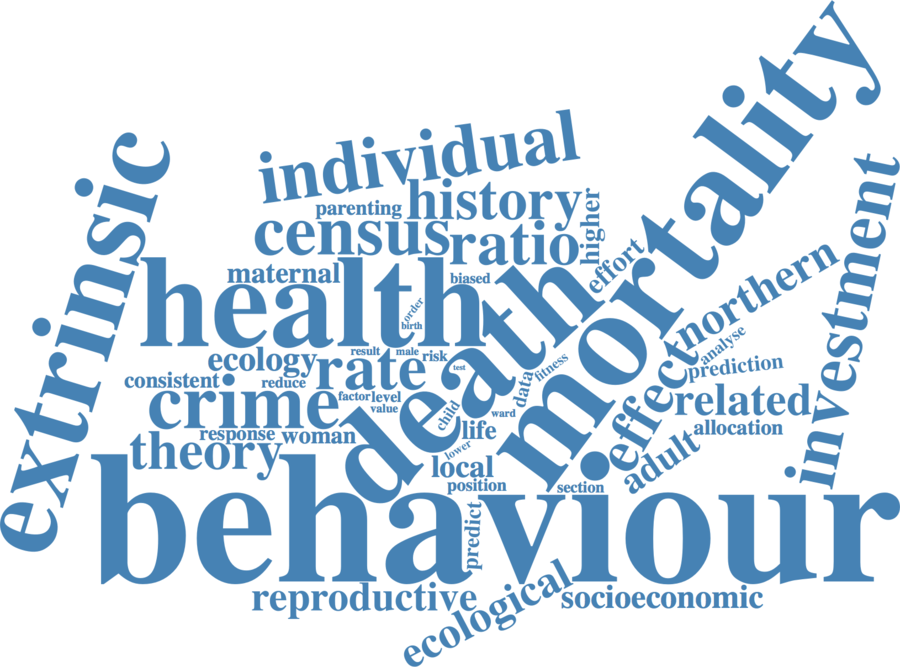 mortality
extrinsic
individual
investment
parenting
history
higher
census
ratio
effort
northern
maternal
biased
health
death
order
birth
analyse
result
male
risk
fitness
ecology
rate
test
prediction
consistent
reduce
effect
data
factor
level
related
crime
value
child
ward
response
woman
life
allocation
theory
lower
adult
local
position
section
behaviour
predict
reproductive
ecological
socioeconomic